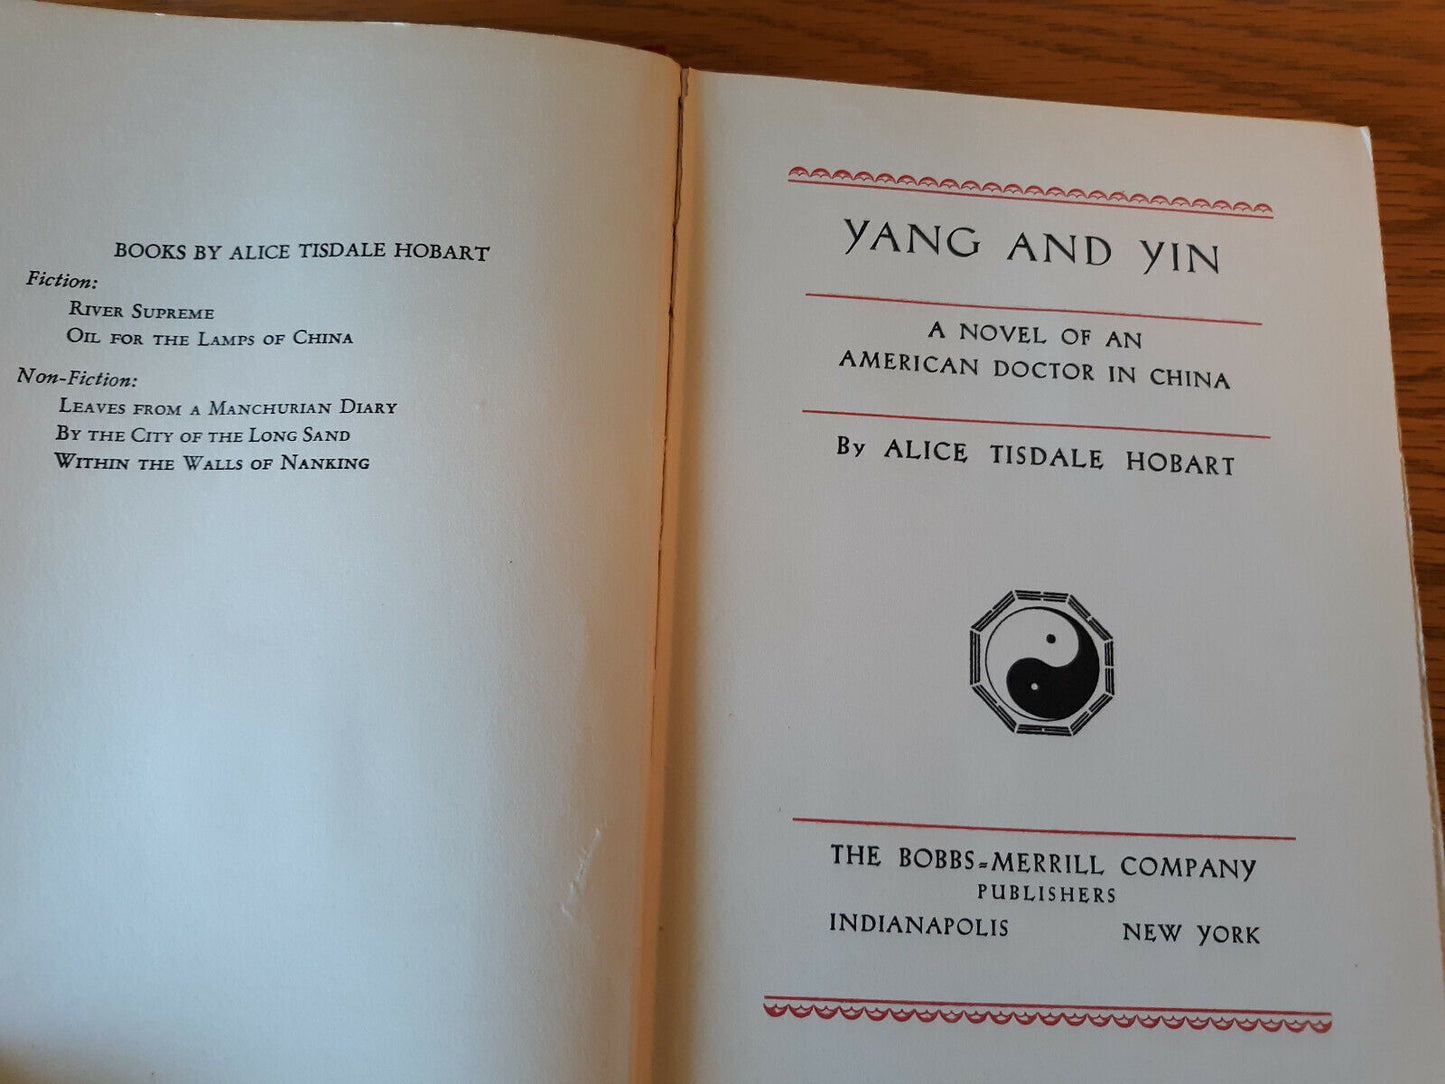 BOOKS BY ALICE TISDALE HOBART
Fiction:
RIVER SUPREME
OIL FOR THE LAMPS OF CHINA
Non-Fiction:
LEAVES FROM A MANCHURIAN DIARY
BY THE CITY OF THE LONG SAND
WITHIN THE WALLS OF NANKING
YANG AND YIN
A NOVEL OF AN
AMERICAN DOCTOR IN CHINA
By ALICE TISDALE HOBART
THE BOBBS-MERRILL COMPANY
PUBLISHERS
INDIANAPOLIS NEW YORK